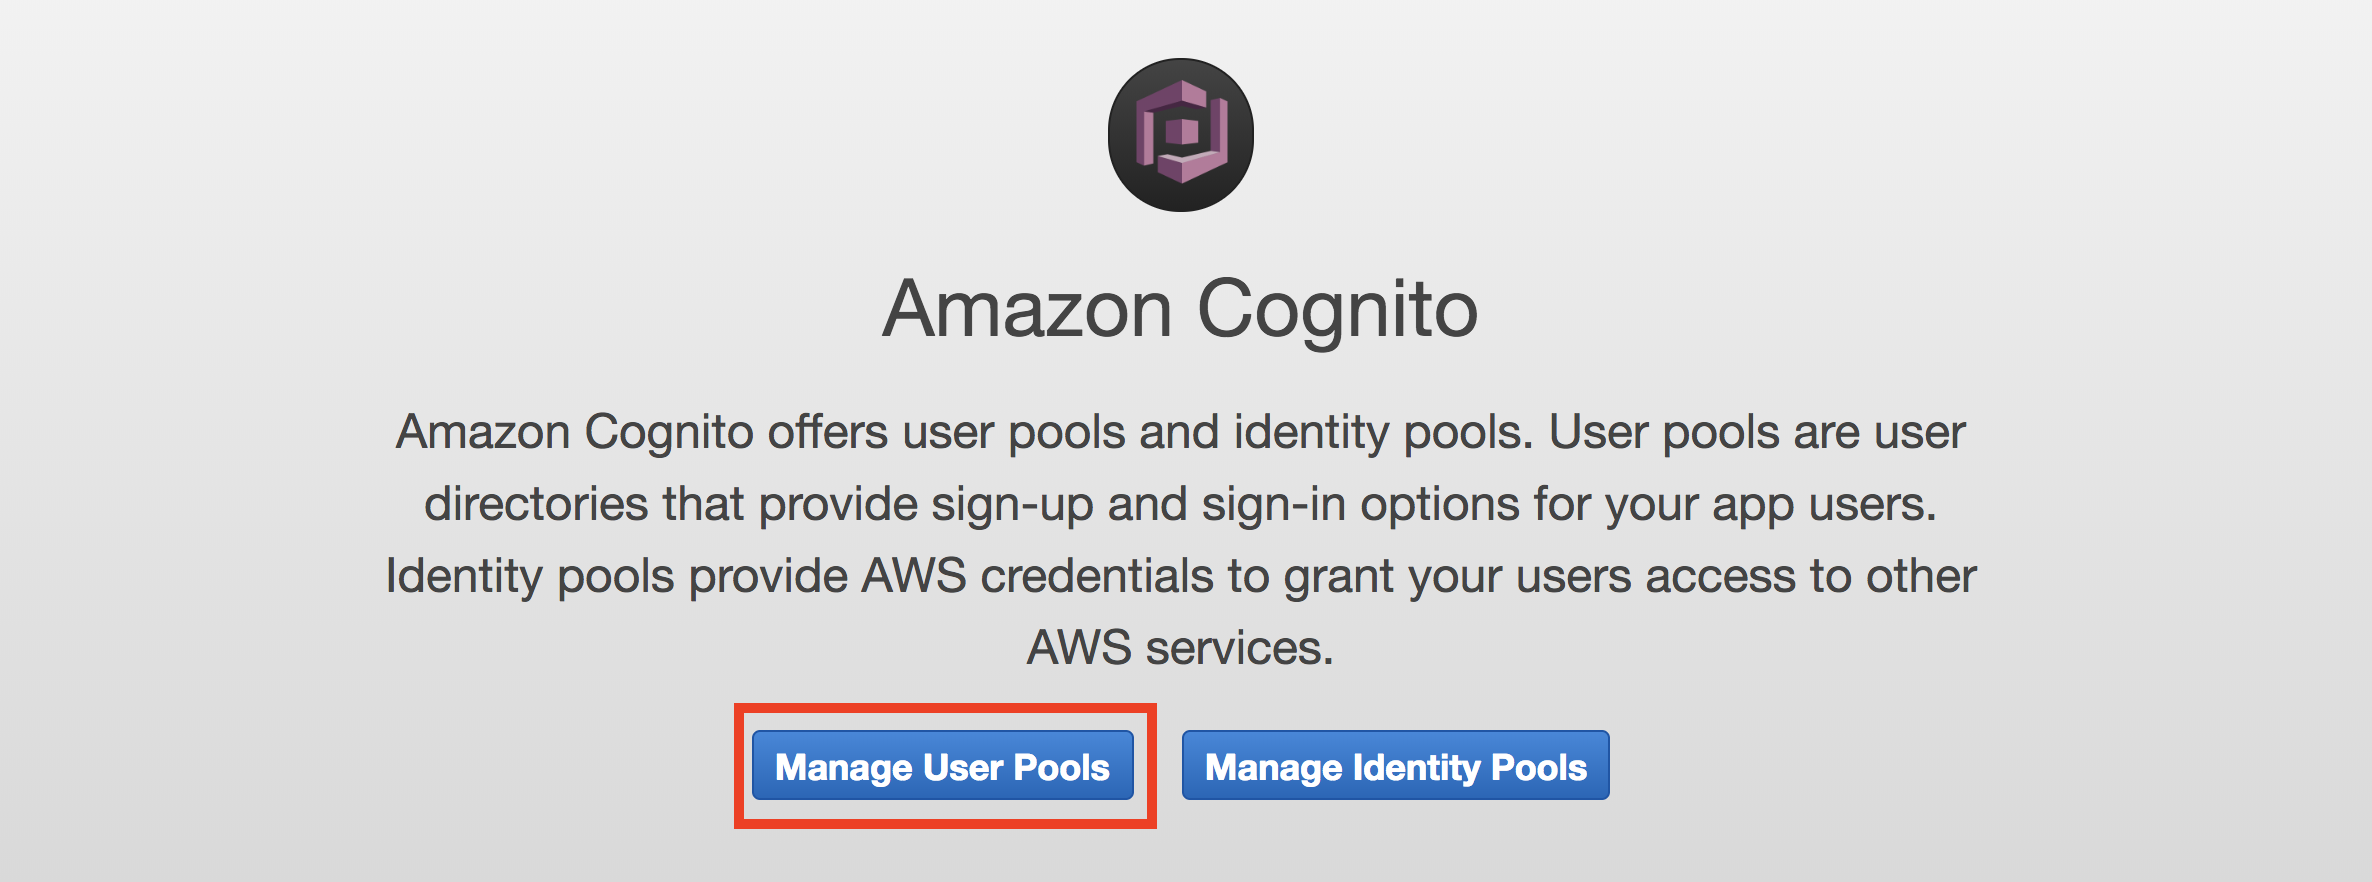 Amazon Cognito
Amazon Cognito offers user pools and identity pools. User pools are user
directories that provide sign-up and sign-in options for your app users.
Identity pools provide AWS credentials to grant your users access to other
AWS services.
Manage User Pools
Manage Identity Pools